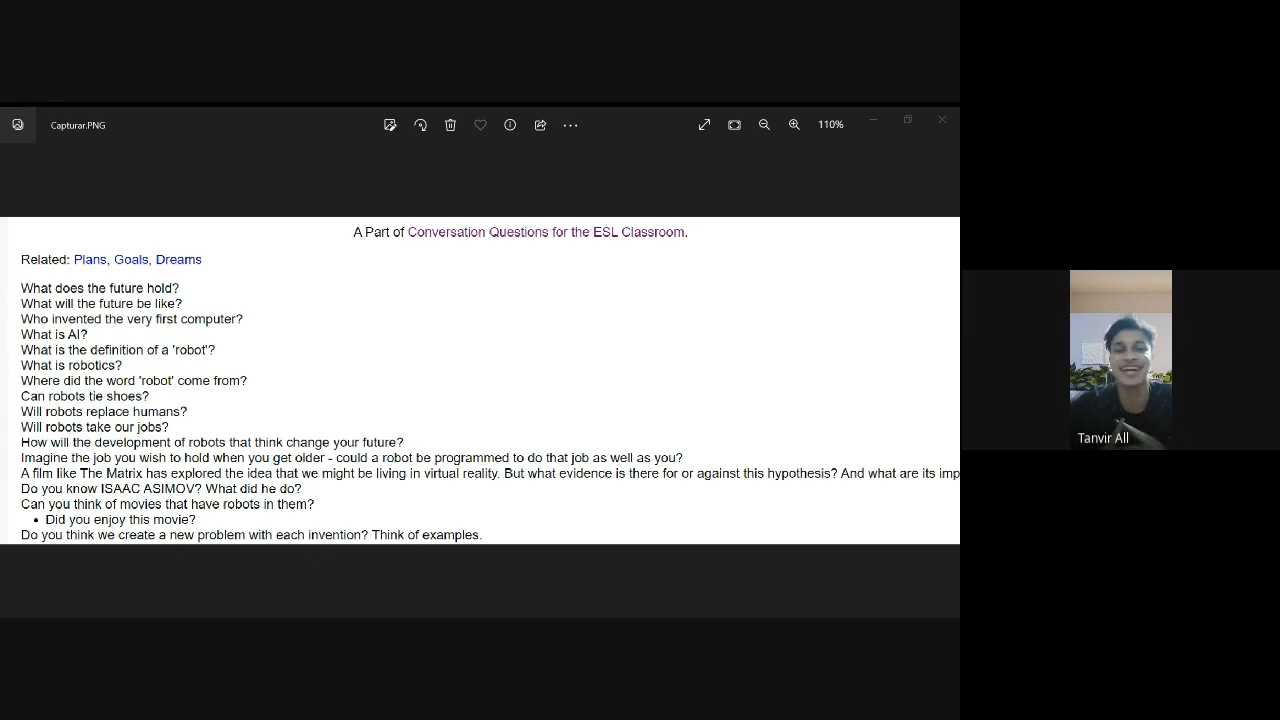 Capturar.PNG
110%
A Part of Conversation Questions for the ESL Classroom.
Related: Plans, Goals, Dreams
What does the future hold?
What will the future be like?
Who invented the very first computer?
What is AI?
What is the definition of a 'robot'?
What is robotics?
Where did the word 'robot' come from?
Can robots tie shoes?
Will robots replace humans?
Will robots take our jobs?
How will the development of robots that think change your future?
Imagine the job you wish to hold when you get older - could a robot be programmed to do that job as well as you?
A film like The Matrix has explored the idea that we might be living in virtual reality. But what evidence is there for or against this hypothesis? And what are its imp
Do you know ISAAC ASIMOV? What did he do?
Can you think of movies that have robots in them?
• Did you enjoy this movie?
Do you think we create a new problem with each invention? Think of examples.
Tanvir All